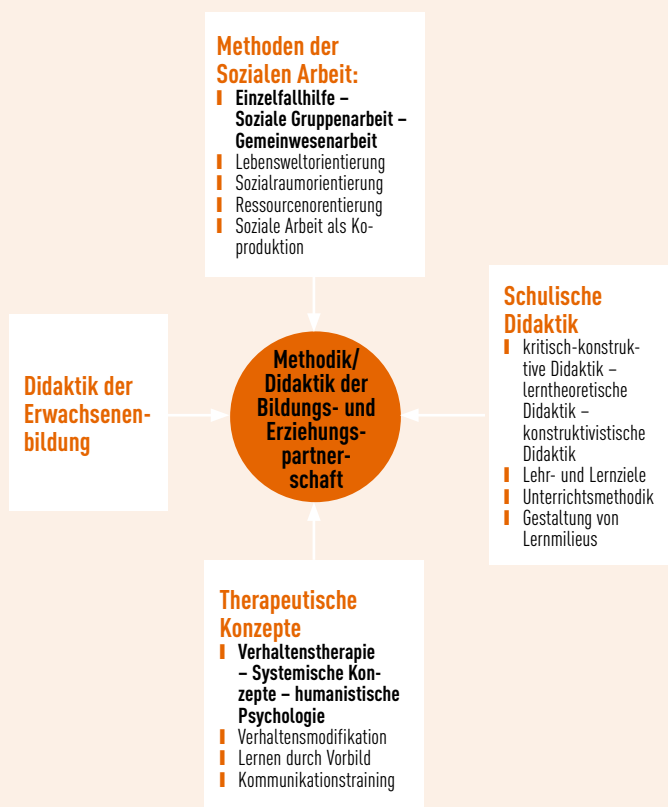 Methoden der
Sozialen Arbeit:
Einzelfallhilfe –
Soziale Gruppenarbeit –
Gemeinwesenarbeit
Lebensweltorientierung
Sozialraumorientierung
Ressourcenorentierung
Soziale Arbeit als Ko-
produktion
Didaktik der
Erwachsenen-
bildung
Methodik/
Didaktik der
Bildungs- und
Erziehungs-
partner-
schaft
Schulische
Didaktik
kritisch-konstruk-
tive Didaktik –
lerntheoretische
Didaktik –
konstruktivistische
Didaktik
Lehr- und Lernziele
Unterrichtsmethodik
Gestaltung von
Lernmilieus
Therapeutische
Konzepte
Verhaltenstherapie
– Systemische Kon-
zepte – humanistische
Psychologie
Verhaltensmodifikation
Lernen durch Vorbild
Kommunikationstraining